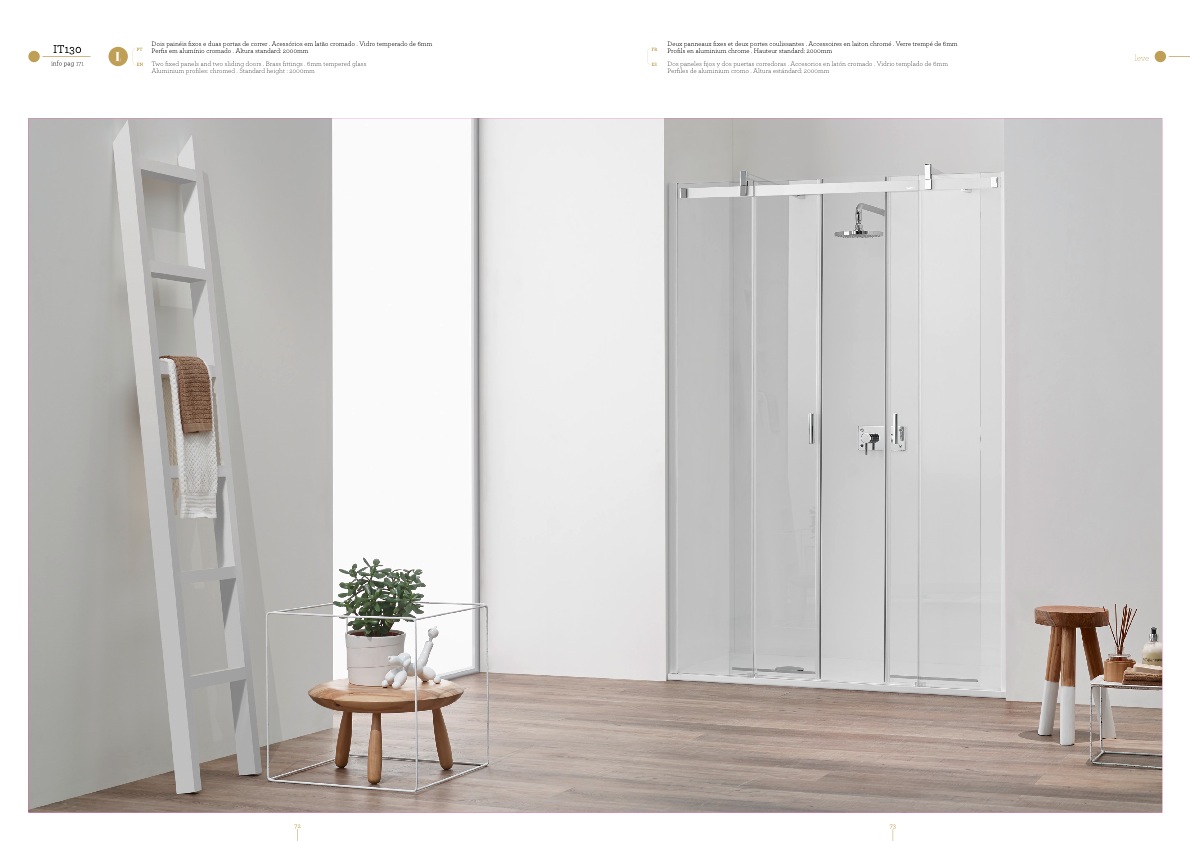 IT130
info pag 171
I
PT
Dois painéis fixos e duas portas de correr . Acessórios em latão cromado . Vidro temperado de 6mm
Perfis em alumínio cromado . Altura standard: 2000mm
EN
Two fixed panels and two sliding doors . Brass fittings . 6mm tempered glass
Aluminium profiles: chromed . Standard height : 2000mm
FR
Deux panneaux fixes et deux portes coulissantes . Accessoires en laiton chromé . Verre trempé de 6mm
Profils en aluminium chrome . Hauteur standard: 2000mm
ES
Dos paneles fijos y dos puertas corredoras . Accesorios en latón cromado . Vidrio templado de 6mm
Perfiles de aluminium cromo . Altura estándard: 2000mm
leve
74